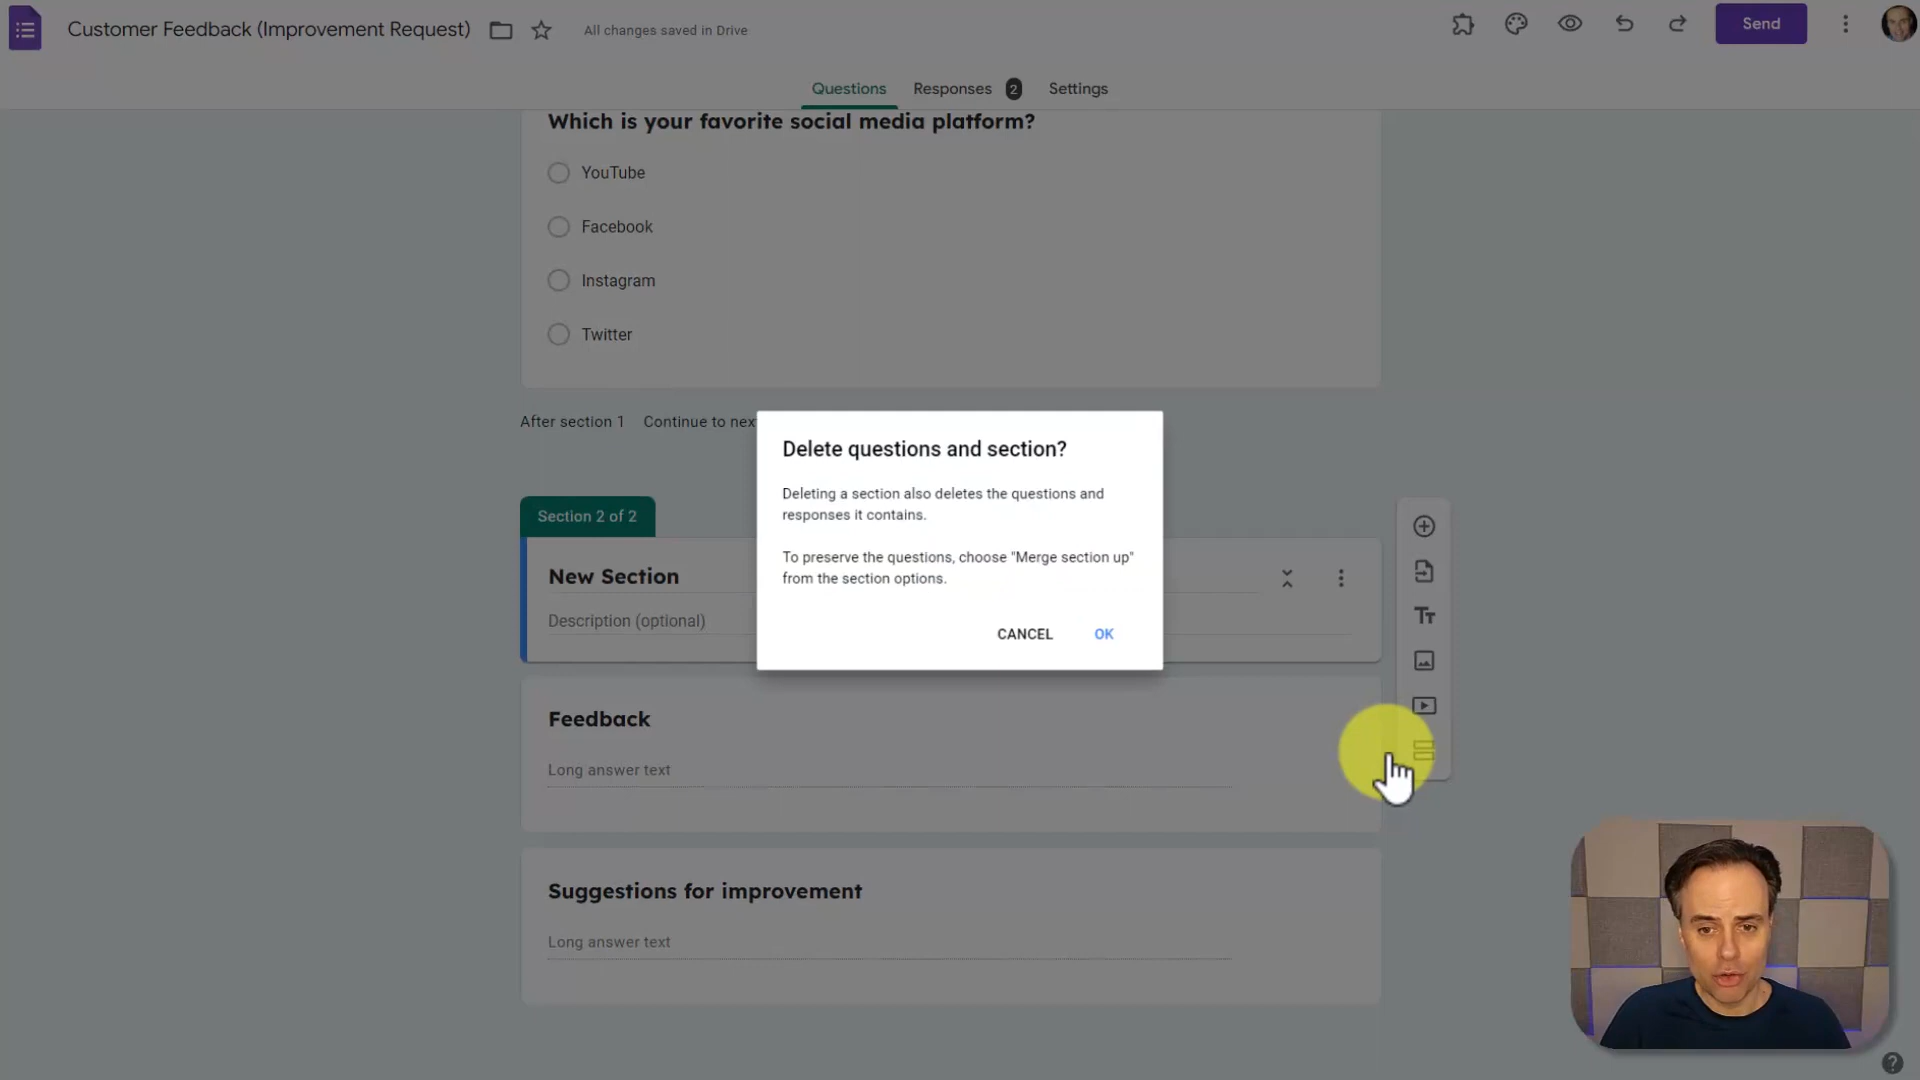 Customer Feedback (Improvement Request)
All changes saved in Drive
Send
Questions
Responses
2
Settings
Which is your favorite social media platform?
YouTube
Facebook
Instagram
Twitter
After section 1
Continue to nex
Delete questions and section?
Deleting a section also deletes the questions and
responses it contains.
To preserve the questions, choose "Merge section up"
from the section options.
CANCEL
OK
Section 2 of 2
New Section
Description (optional)
Tт
Feedback
Long answer text
Suggestions for improvement
Long answer text